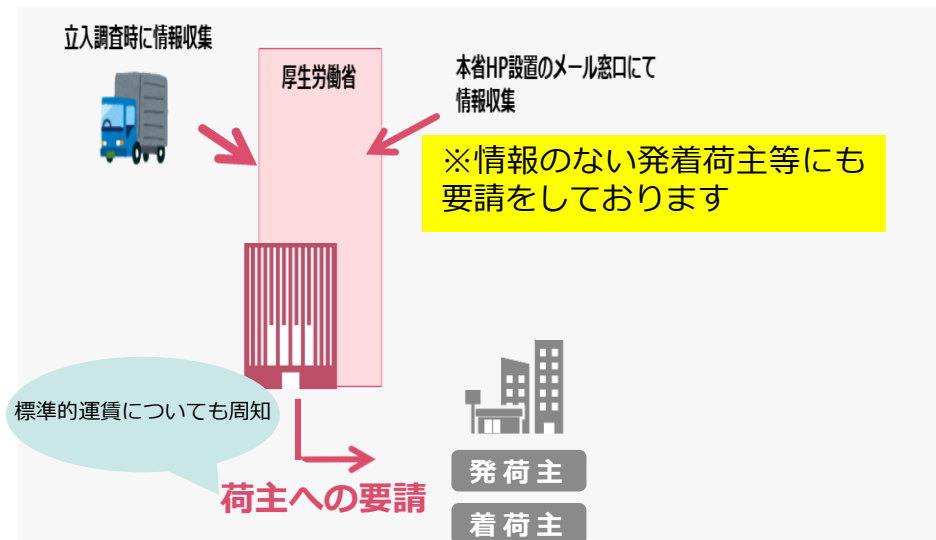 立入調査時に情報収集
厚生労働省
本省HP設置のメール窓口にて
情報収集
※情報のない発着荷主等にも
要請をしております
標準的運賃についても周知
荷主への要請
発荷主
着荷主